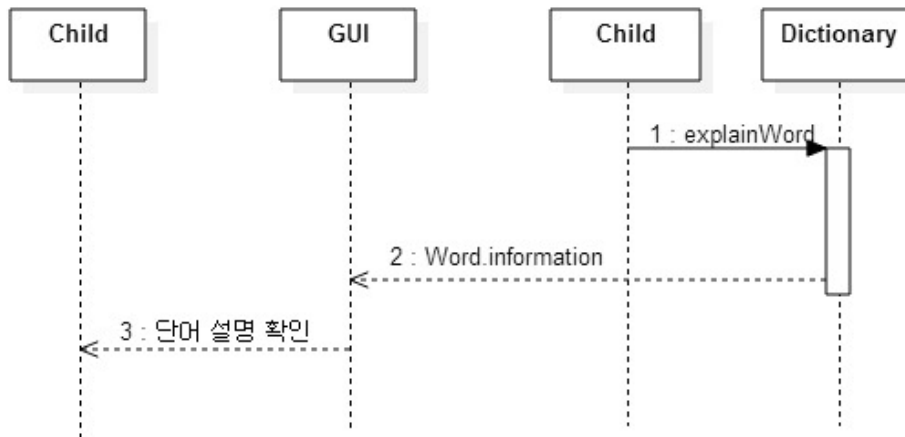 Child
GUI
Child
Dictionary
1 : explainWord
2 : Word.information
3 : 단어 설명 확인